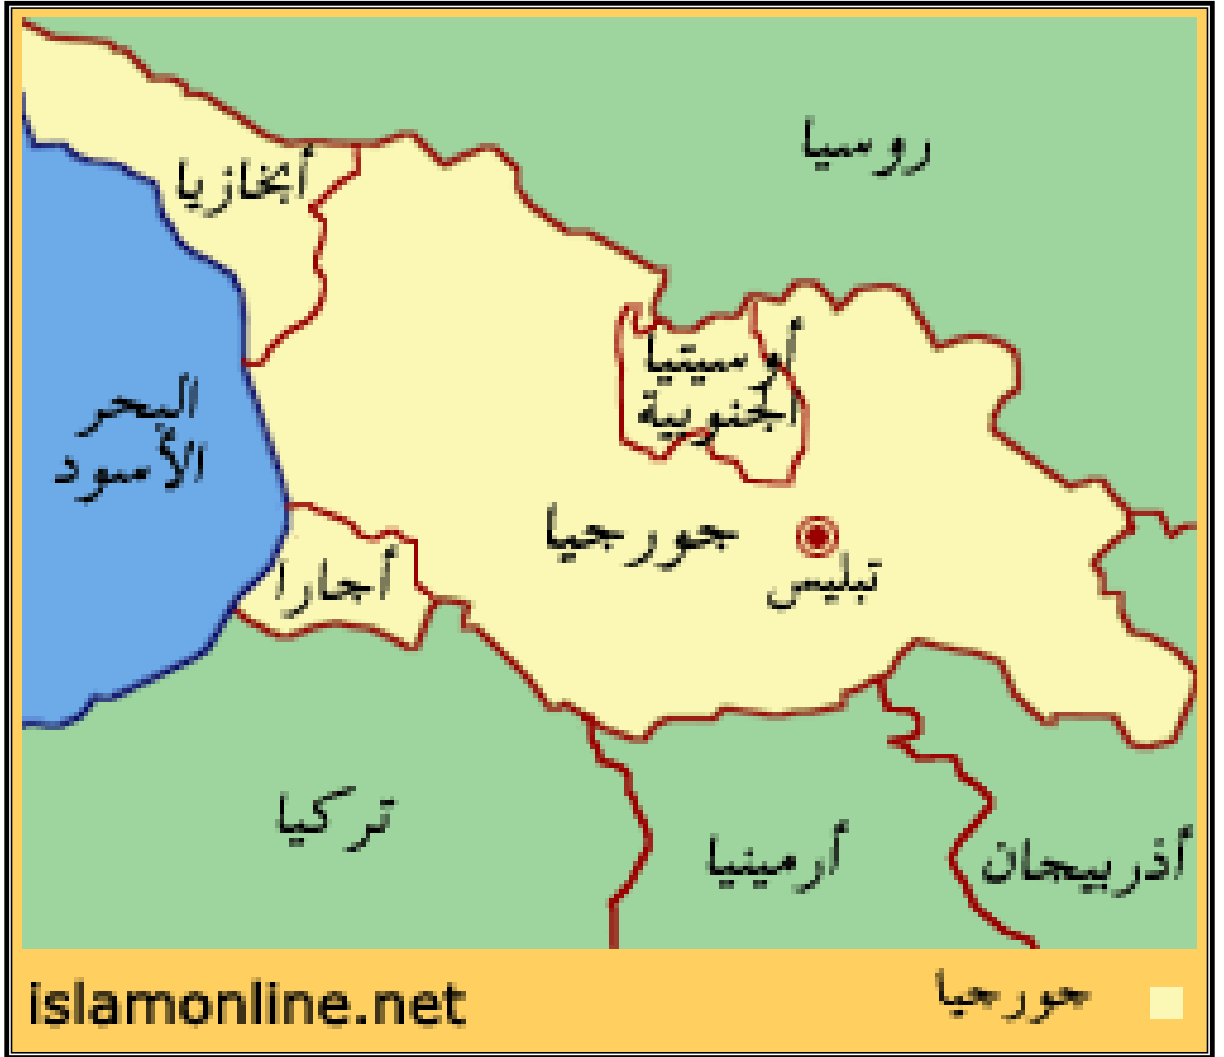 روسيا
أبخازيا
أوسيتيا
الجنوبية
البحر
الأسود
جورجيا
تبليس
أجارا
تركيا
أرمينيا
أذربيجان
جورجيا
islamonline.net